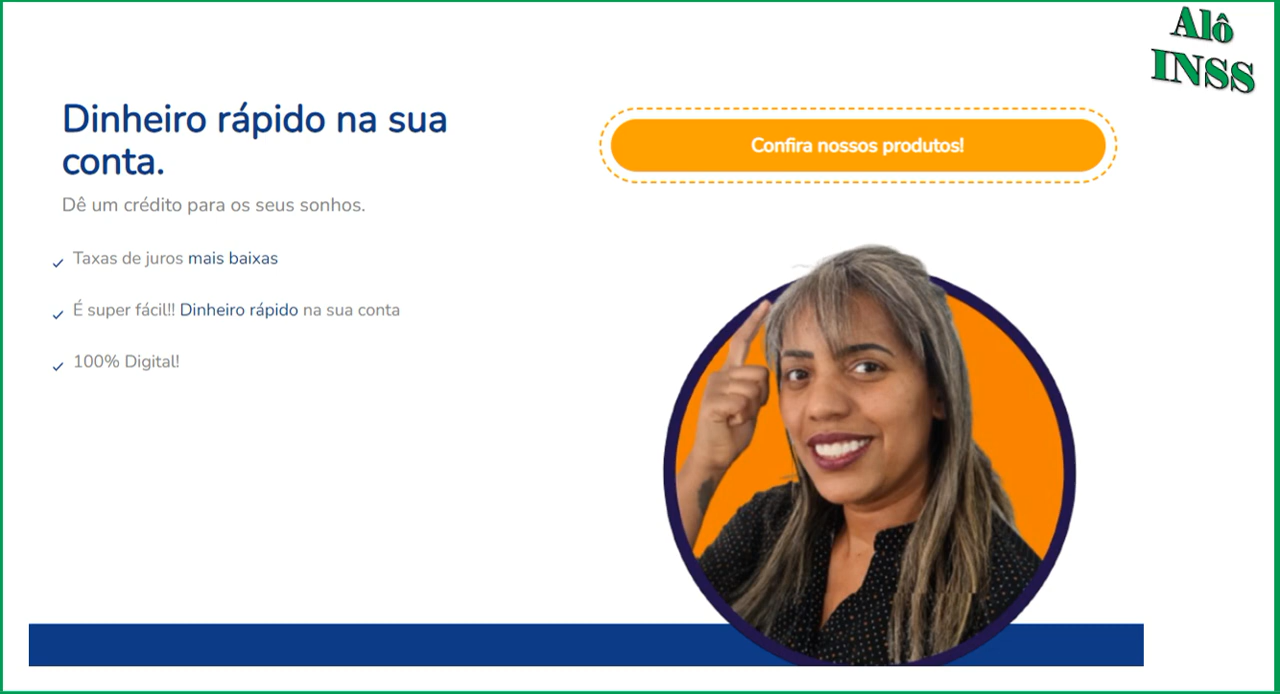 Alô
INSS
Dinheiro rápido na sua
conta.
Dê um crédito para os seus sonhos.
Taxas de juros mais baixas
É super fácil!! Dinheiro rápido na sua conta
100% Digital!
Confira nossos produtos!